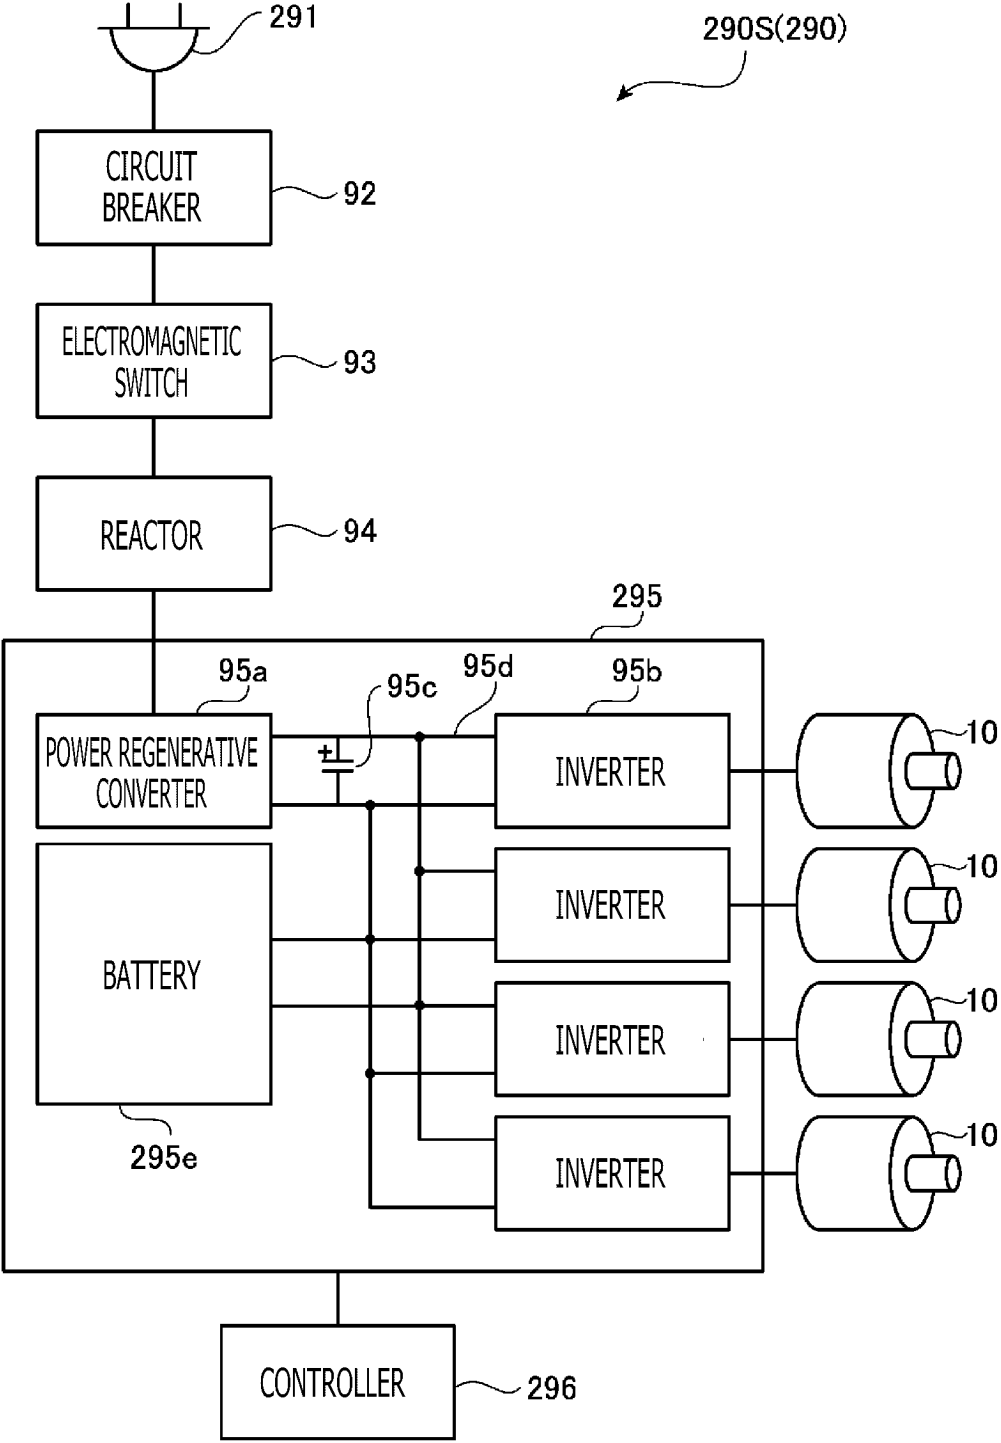 291
290S(290)
CIRCUIT
BREAKER
92
ELECTROMAGNETIC
SWITCH
93
REACTOR
94
295
95a
95c
95d
95b
POWER REGENERATIVE
CONVERTER
+
INVERTER
10
INVERTER
10
BATTERY
INVERTER
10
295e
INVERTER
10
CONTROLLER
296